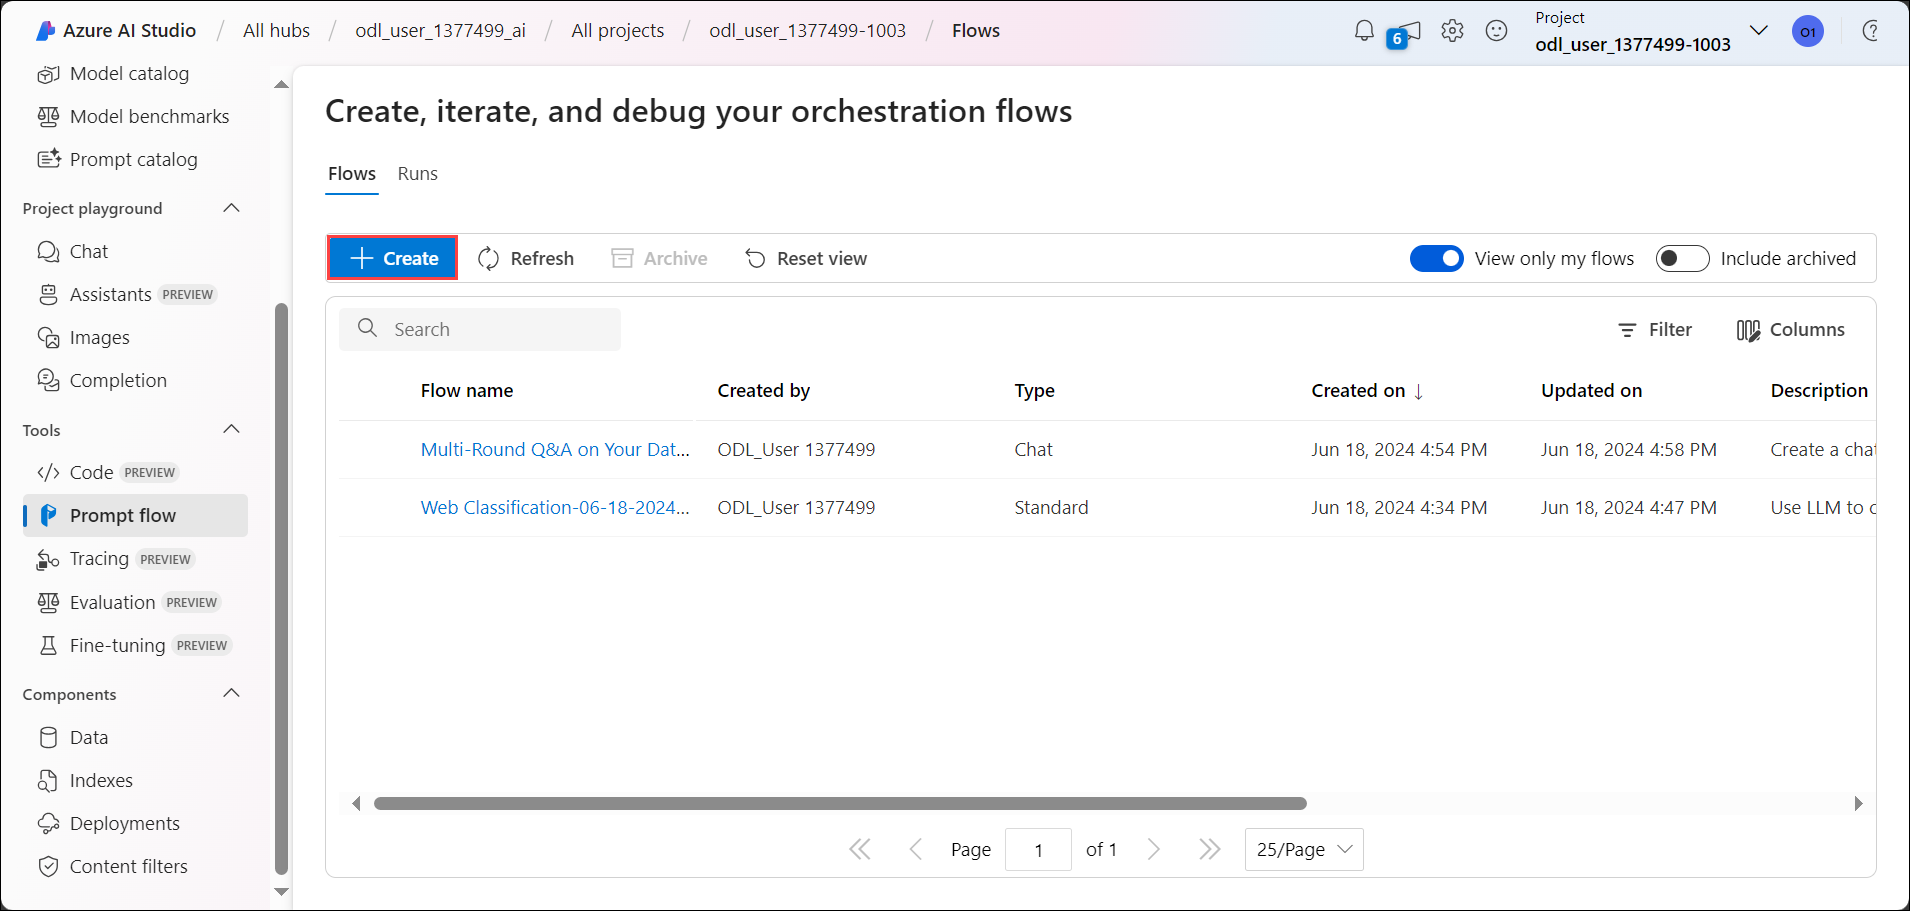 Azure AI Studio / All hubs / odl_user_1377499_ai / All projects / odl_user_1377499-1003 / Flows
6
Project
odl_user_1377499-1003
O1
Model catalog
Model benchmarks
Prompt catalog
Project playground
Chat
Assistants PREVIEW
Images
Completion
Tools
Code PREVIEW
Prompt flow
Tracing PREVIEW
Evaluation PREVIEW
Fine-tuning PREVIEW
Components
Data
Indexes
Deployments
Content filters
Create, iterate, and debug your orchestration flows
Flows Runs
Create Refresh Archive Reset view View only my flows Include archived
Search Filter Columns
Flow name Created by Type Created on ↓ Updated on Description
Multi-Round Q&A on Your Dat... ODL_User 1377499 Chat Jun 18, 2024 4:54 PM Jun 18, 2024 4:58 PM Create a cha
Web Classification-06-18-2024... ODL_User 1377499 Standard Jun 18, 2024 4:34 PM Jun 18, 2024 4:47 PM Use LLM to c
Page 1 of 1 25/Page